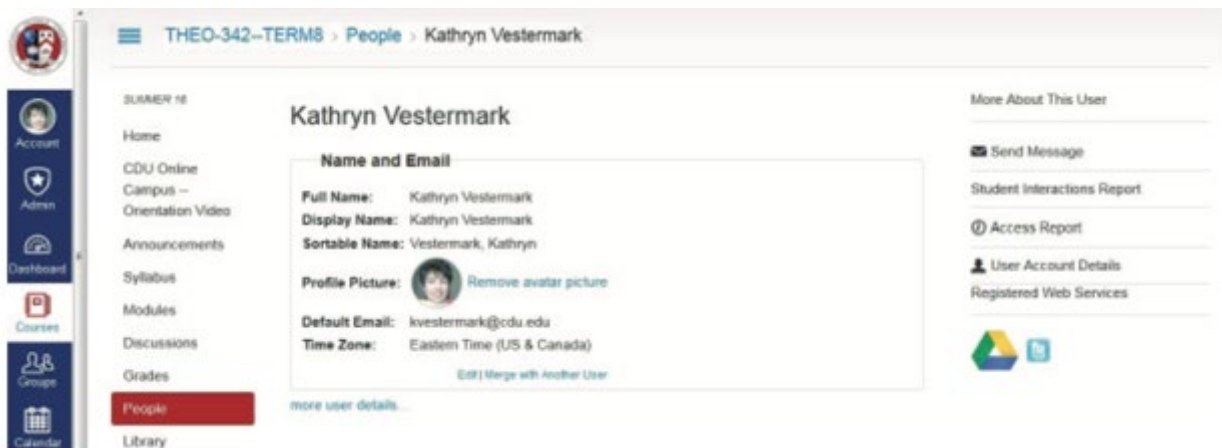 THEO-342--TERM8 > People > Kathryn Vestermark
Account
Admin
Dashboard
Courses
Groups
Calendar
SUMMER 18
Home
CDU Online
Campus --
Orientation Video
Announcements
Syllabus
Modules
Discussions
Grades
People
Library
Kathryn Vestermark
Name and Email
Full Name: Kathryn Vestermark
Display Name: Kathryn Vestermark
Sortable Name: Vestermark, Kathryn
Profile Picture: Remove avatar picture
Default Email: kvestermark@cdu.edu
Time Zone: Eastern Time (US & Canada)
Edit | Merge with Another User
more user details...
More About This User
Send Message
Student Interactions Report
Access Report
User Account Details
Registered Web Services